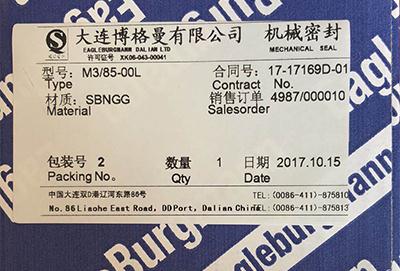 大连博格曼有限公司 机械密封
EAGLEBURGMANN DALIAN LTD MECHANICAL SEAL
许可证号 XK06-043-00041
型号: M3/85-00L 合同号: 17-17169D-01
Type Contract No.
材质: SBNGG 销售订单 4987/000010
Material Salesorder
包装号 2 数量 1 日期 2017.10.15
Packing No. Qty Date
中国大连双D港辽河东路86号 TEL:(0086-411)-875810
No.86 Liaohe East Road, DD Port, Dalian China TEL:(0086-411)-875813
Burgmann
EagleBurgmann